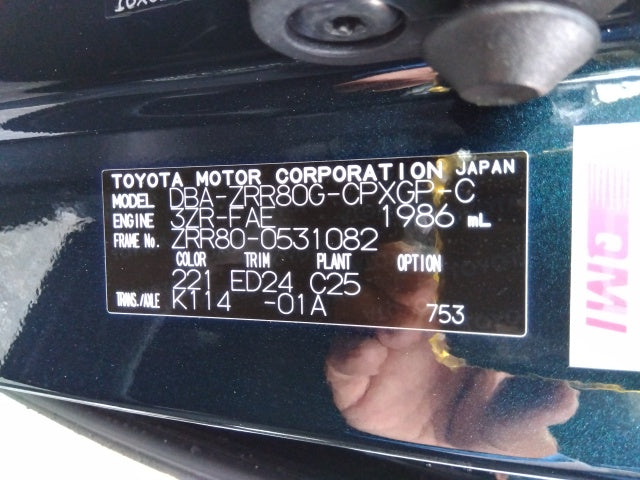 TOYOTA MOTOR CORPORATION JAPAN
MODEL DBA-ZRR80G-CPXGP-C
ENGINE 3ZR-FAE 1986 mL
FRAME No. ZRR80-0531082
COLOR TRIM PLANT OPTION
221 ED24 C25
TRANS./AXLE K114 -01A 753
QMI